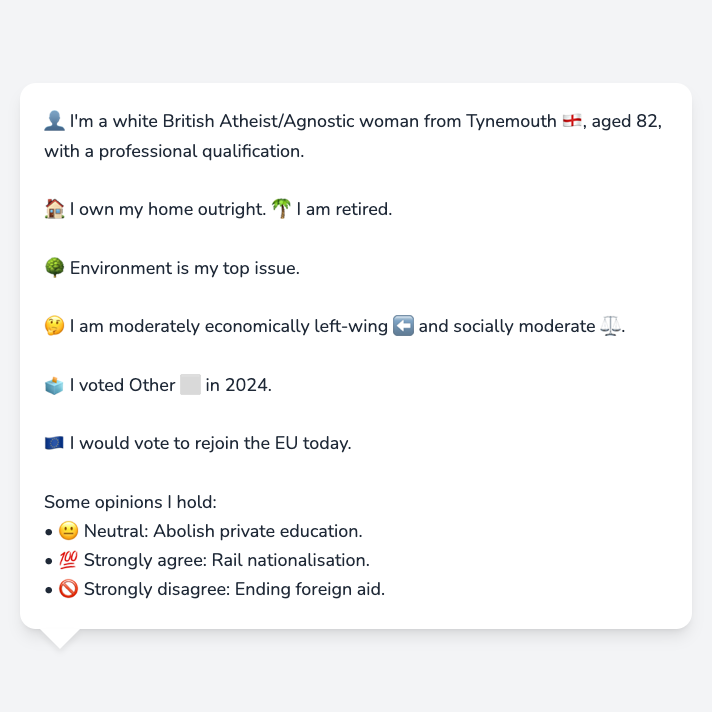 👤 I'm a white British Atheist/Agnostic woman from Tynemouth 🏴󠁧󠁢󠁥󠁮󠁧󠁿, aged 82,
with a professional qualification.
🏠 I own my home outright. 🌴 I am retired.
🌳 Environment is my top issue.
🤔 I am moderately economically left-wing ⬅️ and socially moderate ⚖️.
🗳️ I voted Other ⬜ in 2024.
🇪🇺 I would vote to rejoin the EU today.
Some opinions I hold:
• 😐 Neutral: Abolish private education.
• 💯 Strongly agree: Rail nationalisation.
• 🚫 Strongly disagree: Ending foreign aid.